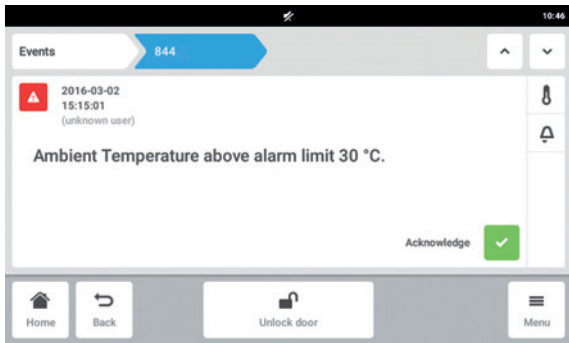 10:46
Events
844
2016-03-02
15:15:01
(unknown user)
Ambient Temperature above alarm limit 30 °C.
Acknowledge
Home
Back
Unlock door
Menu